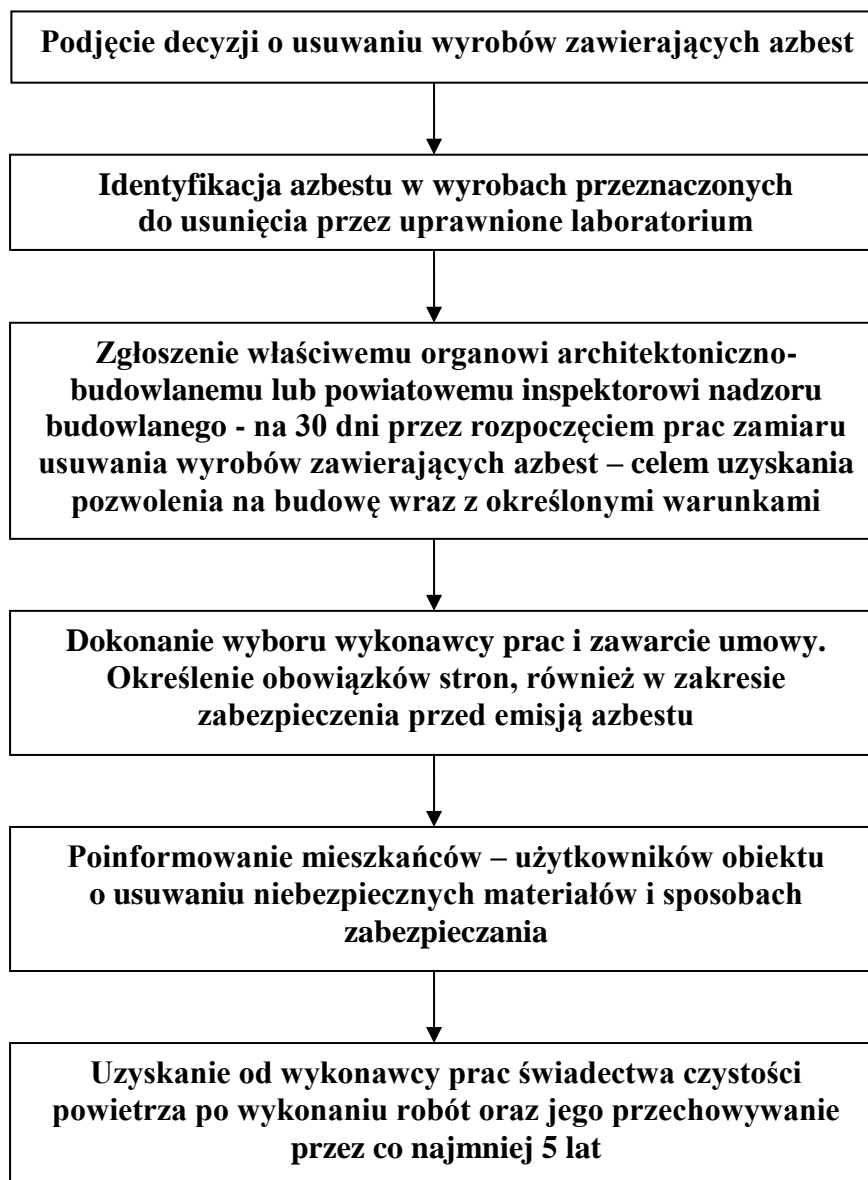 Podjęcie decyzji o usuwaniu wyrobów zawierających azbest
Identyfikacja azbestu w wyrobach przeznaczonych
do usunięcia przez uprawnione laboratorium
Zgłoszenie właściwemu organowi architektoniczno-
budowlanemu lub powiatowemu inspektorowi nadzoru
budowlanego - na 30 dni przez rozpoczęciem prac zamiaru
usuwania wyrobów zawierających azbest – celem uzyskania
pozwolenia na budowę wraz z określonymi warunkami
Dokonanie wyboru wykonawcy prac i zawarcie umowy.
Określenie obowiązków stron, również w zakresie
zabezpieczenia przed emisją azbestu
Poinformowanie mieszkańców – użytkowników obiektu
o usuwaniu niebezpiecznych materiałów i sposobach
zabezpieczania
Uzyskanie od wykonawcy prac świadectwa czystości
powietrza po wykonaniu robót oraz jego przechowywanie
przez co najmniej 5 lat